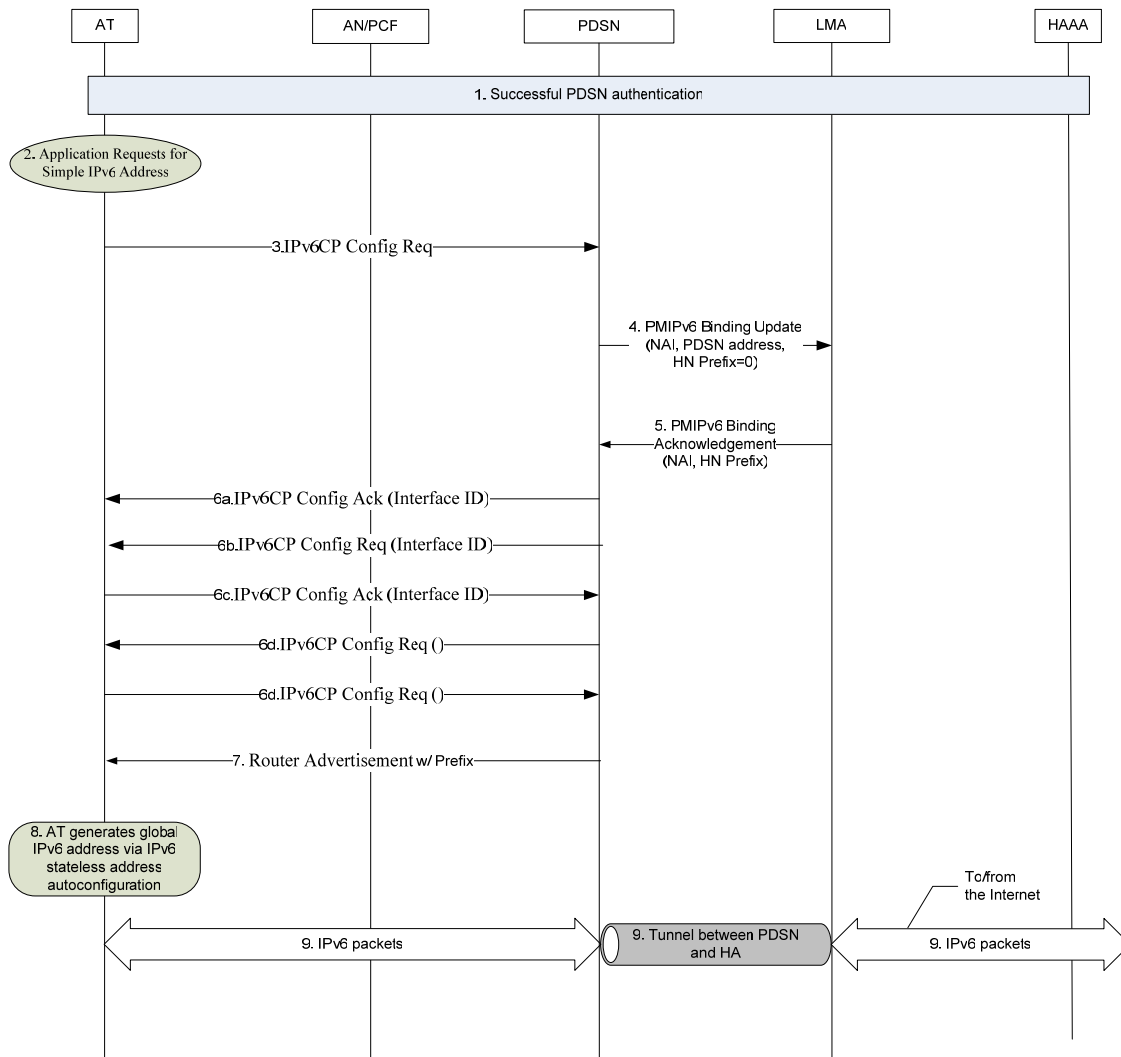 AT
AN/PCF
PDSN
LMA
HAAA
1. Successful PDSN authentication
2. Application Requests for
Simple IPv6 Address
3.IPv6CP Config Req
4. PMIPv6 Binding Update
(NAI, PDSN address,
HN Prefix=0)
5. PMIPv6 Binding
Acknowledgement
(NAI, HN Prefix)
6a.IPv6CP Config Ack (Interface ID)
6b.IPv6CP Config Req (Interface ID)
6c.IPv6CP Config Ack (Interface ID)
6d.IPv6CP Config Req ()
6d.IPv6CP Config Req ()
7. Router Advertisement w/ Prefix
8. AT generates global
IPv6 address via IPv6
stateless address
autoconfiguration
To/from
the Internet
9. IPv6 packets
9. Tunnel between PDSN
and HA
9. IPv6 packets